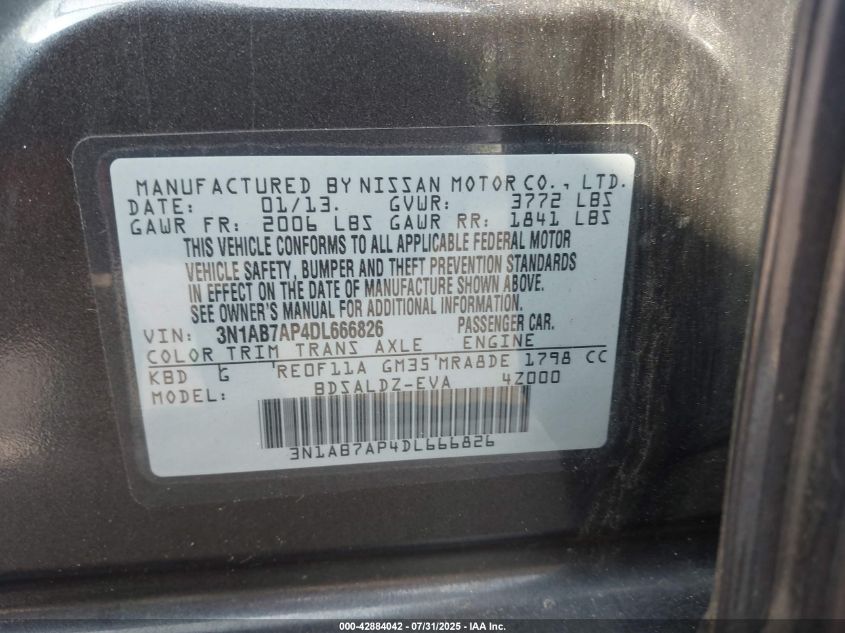 MANUFACTURED BY NISSAN MOTOR CO., LTD.
DATE: 01/13. GVWR: 3772 LBS
GAWR FR: 2006 LBS GAWR RR: 1841 LBS
THIS VEHICLE CONFORMS TO ALL APPLICABLE FEDERAL MOTOR
VEHICLE SAFETY, BUMPER AND THEFT PREVENTION STANDARDS
IN EFFECT ON THE DATE OF MANUFACTURE SHOWN ABOVE.
SEE OWNER'S MANUAL FOR ADDITIONAL INFORMATION.
VIN: 3N1AB7AP4DL666826 PASSENGER CAR.
COLOR TRIM TRANS AXLE ENGINE
KBD G 'RE0F11A GM35'MRA8DE 1798 CC
MODEL: BDSALDZ-EVA 4Z000
3N1AB7AP4DL666826
000-42884042 - 07/31/2025 - IAA Inc.